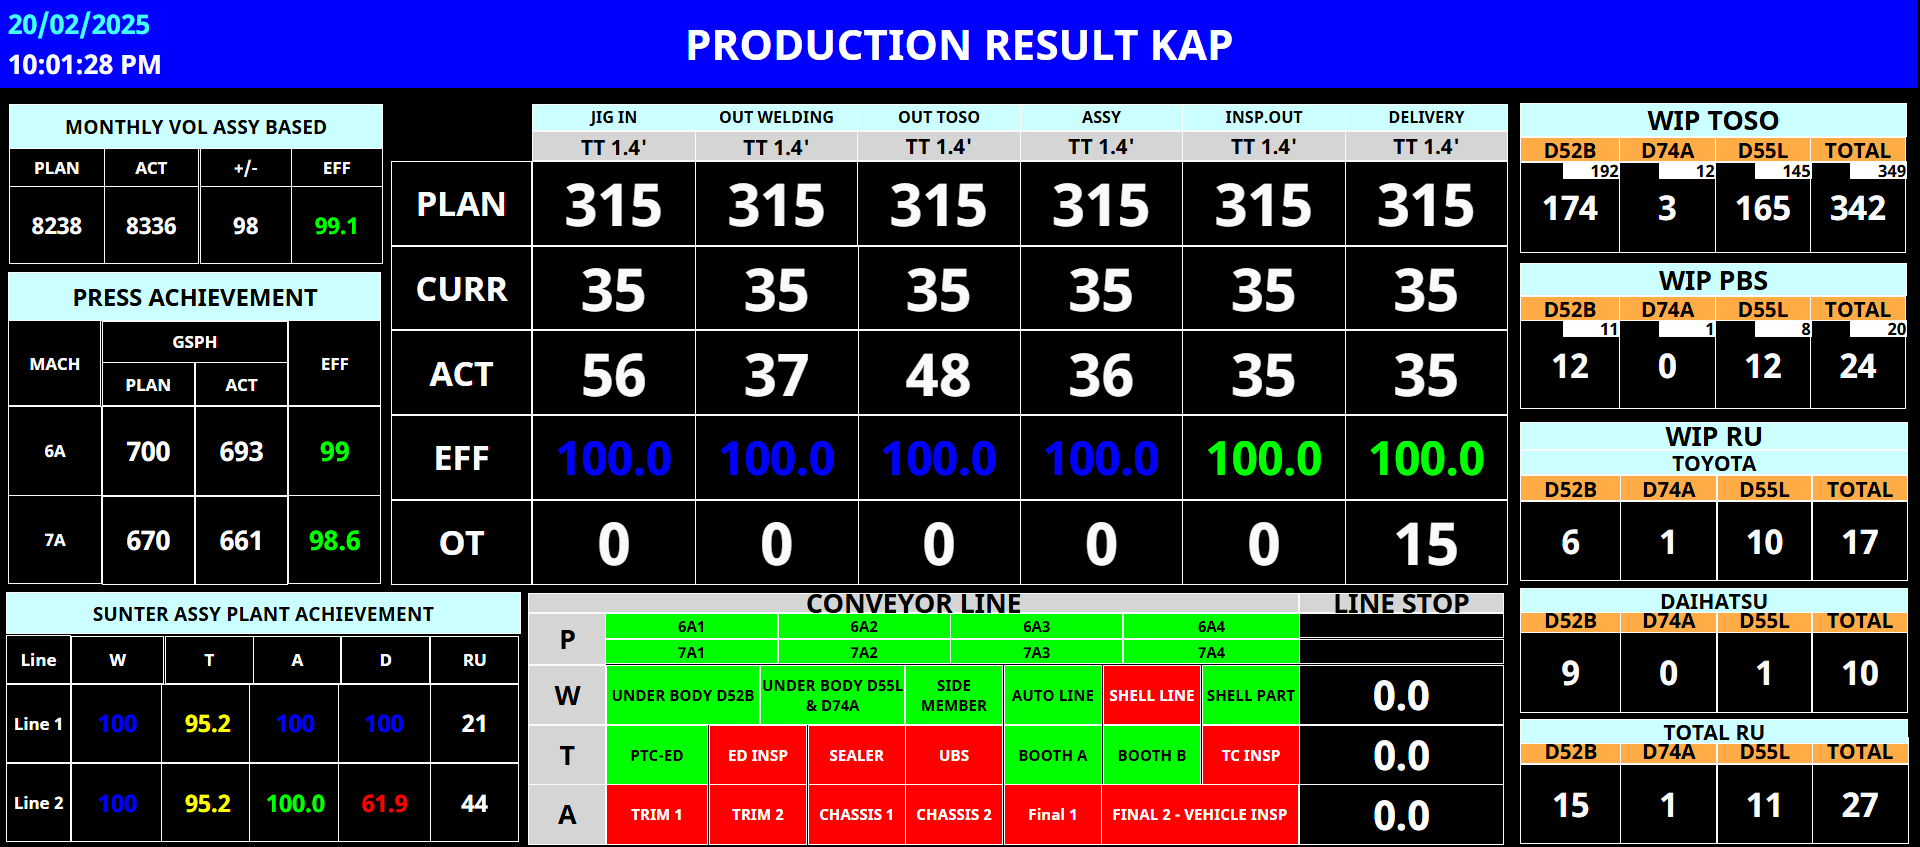 20/02/2025
10:01:28 PM
PRODUCTION RESULT KAP
MONTHLY VOL ASSY BASED
PLAN ACT +/- EFF
8238 8336 98 99.1
PRESS ACHIEVEMENT
MACH GSPH EFF
PLAN ACT
6A 700 693 99
7A 670 661 98.6
JIG IN OUT WELDING OUT TOSO ASSY INSP.OUT DELIVERY
TT 1.4' TT 1.4' TT 1.4' TT 1.4' TT 1.4' TT 1.4'
PLAN 315 315 315 315 315 315
CURR 35 35 35 35 35 35
ACT 56 37 48 36 35 35
EFF 100.0 100.0 100.0 100.0 100.0 100.0
OT 0 0 0 0 0 15
WIP TOSO
D52B D74A D55L TOTAL
192 12 145 349
174 3 165 342
WIP PBS
D52B D74A D55L TOTAL
11 1 8 20
12 0 12 24
WIP RU
TOYOTA
D52B D74A D55L TOTAL
6 1 10 17
DAIHATSU
D52B D74A D55L TOTAL
9 0 1 10
TOTAL RU
D52B D74A D55L TOTAL
15 1 11 27
SUNTER ASSY PLANT ACHIEVEMENT
Line W T A D RU
Line 1 100 95.2 100 100 21
Line 2 100 95.2 100.0 61.9 44
CONVEYOR LINE LINE STOP
P 6A1 6A2 6A3 6A4
7A1 7A2 7A3 7A4
W UNDER BODY D52B UNDER BODY D55L & D74A SIDE MEMBER AUTO LINE SHELL LINE SHELL PART 0.0
T PTC-ED ED INSP SEALER UBS BOOTH A BOOTH B TC INSP 0.0
A TRIM 1 TRIM 2 CHASSIS 1 CHASSIS 2 Final 1 FINAL 2 - VEHICLE INSP 0.0